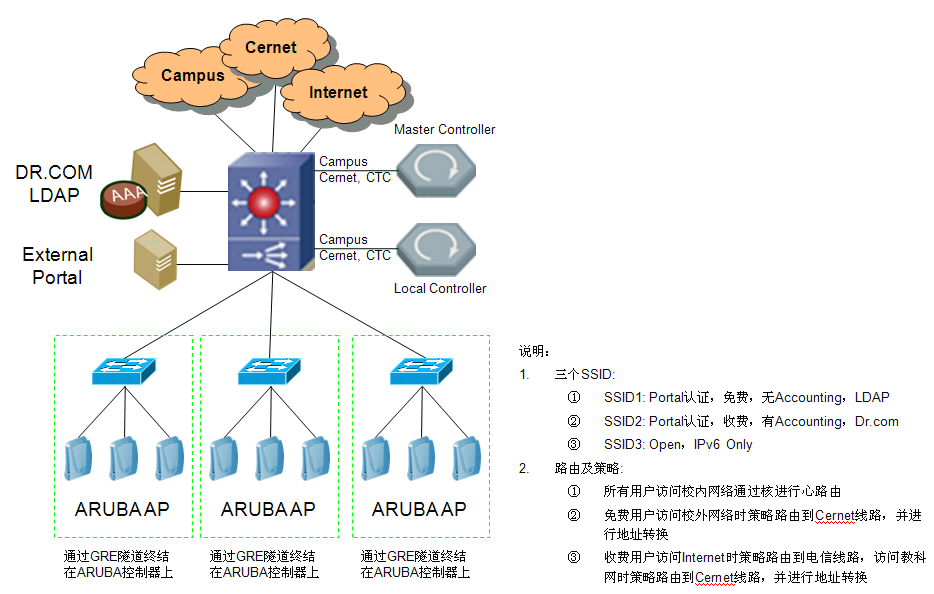 Cernet
Campus
Internet
Master Controller
DR.COM
LDAP
AAA
Campus
Cernet, CTC
External
Portal
Campus
Cernet, CTC
Local Controller
ARUBA AP
ARUBA AP
ARUBA AP
通过GRE隧道终结
在ARUBA控制器上
通过GRE隧道终结
在ARUBA控制器上
通过GRE隧道终结
在ARUBA控制器上
说明：
1. 三个SSID:
① SSID1: Portal认证，免费，无Accounting，LDAP
② SSID2: Portal认证，收费，有Accounting，Dr.com
③ SSID3: Open，IPv6 Only
2. 路由及策略:
① 所有用户访问校内网络通过核进行心路由
② 免费用户访问校外网络时策略路由到Cernet线路，并进
行地址转换
③ 收费用户访问Internet时策略路由到电信线路，访问教科
网时策略路由到Cernet线路，并进行地址转换